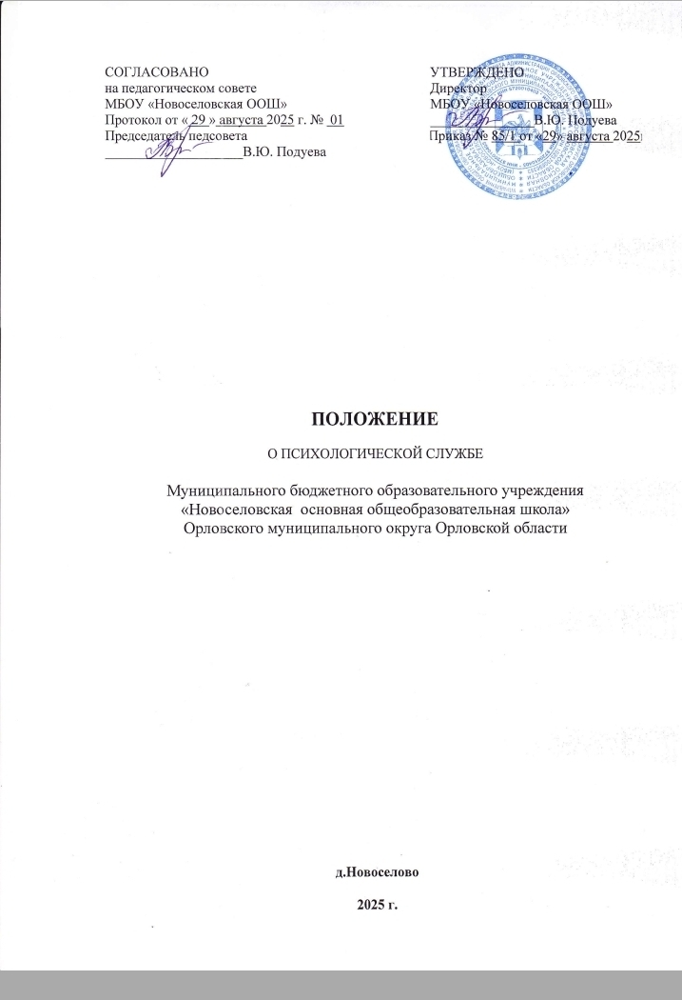 СОГЛАСОВАНО
на педагогическом совете
МБОУ «Новоселовская ООШ»
Протокол от « 29 » августа 2025 г. № 01
Председатель педсовета
____________________В.Ю. Подуева
УТВЕРЖДЕНО
Директор
МБОУ «Новоселовская ООШ»
_______________В.Ю. Подуева
Приказ № 85/1 от «29» августа 2025г
ПОЛОЖЕНИЕ
О ПСИХОЛОГИЧЕСКОЙ СЛУЖБЕ
Муниципального бюджетного образовательного учреждения
«Новоселовская основная общеобразовательная школа»
Орловского муниципального округа Орловской области
д.Новоселово
2025 г.